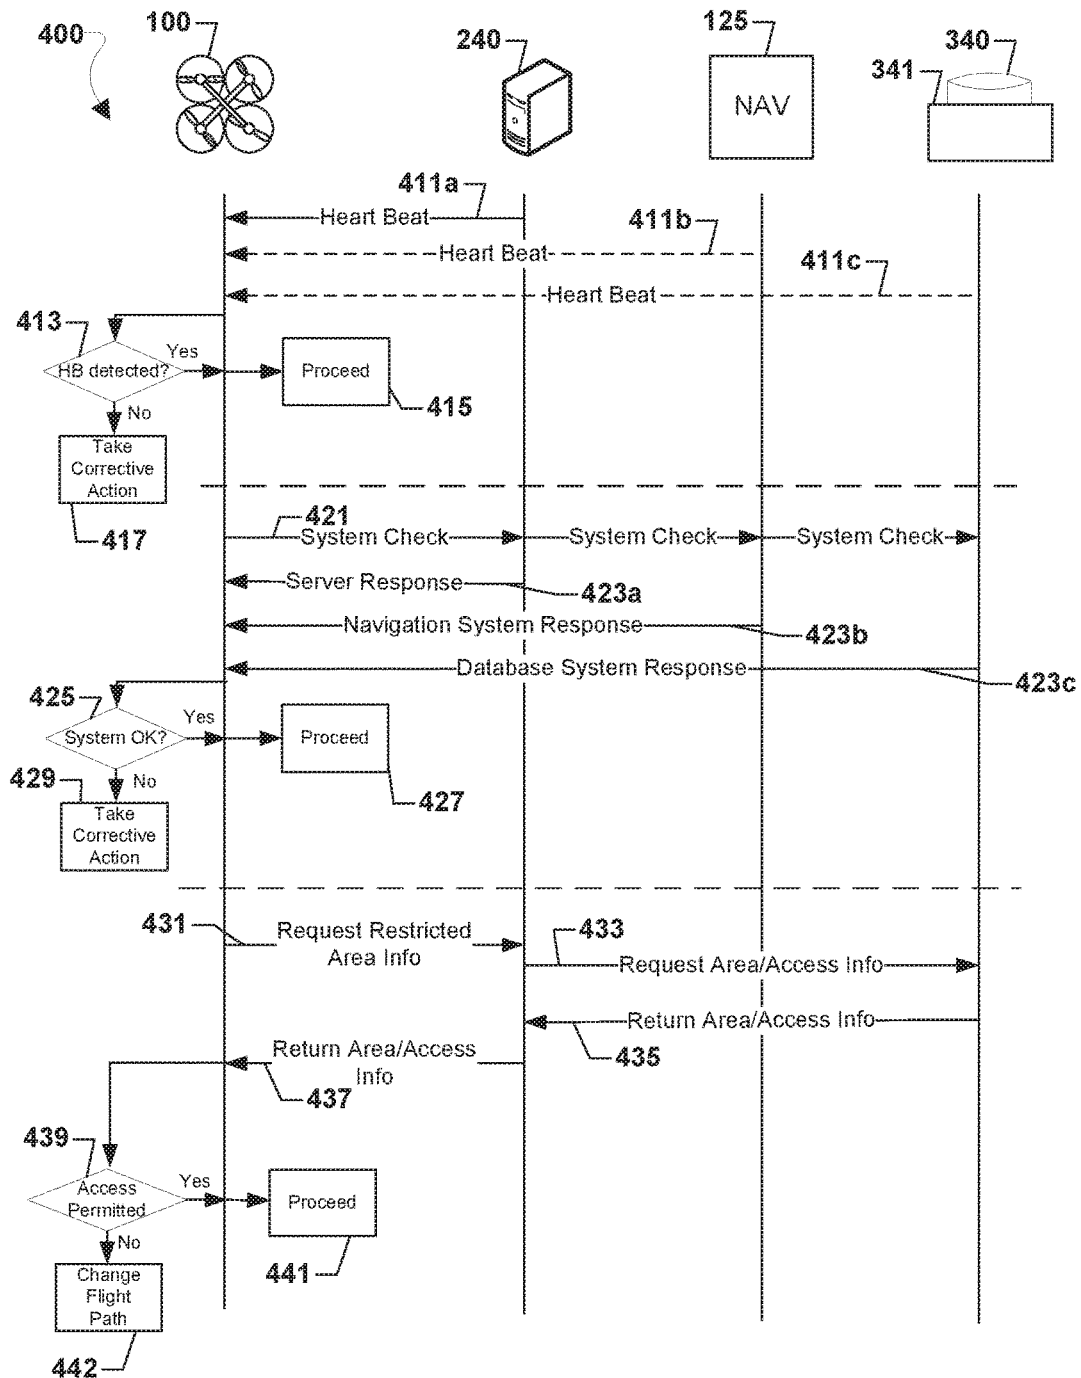 400
100
240
125
340
341
NAV
411a
Heart Beat
411b
Heart Beat
411c
Heart Beat
413
HB detected?
Yes
Proceed
415
No
Take
Corrective
Action
417
421
System Check
System Check
System Check
Server Response
423a
Navigation System Response
423b
Database System Response
423c
425
System OK?
Yes
Proceed
427
No
429
Take
Corrective
Action
431
Request Restricted
Area Info
433
Request Area/Access Info
Return Area/Access Info
435
Return Area/Access
Info
437
439
Access
Permitted
Yes
Proceed
441
No
Change
Flight
Path
442